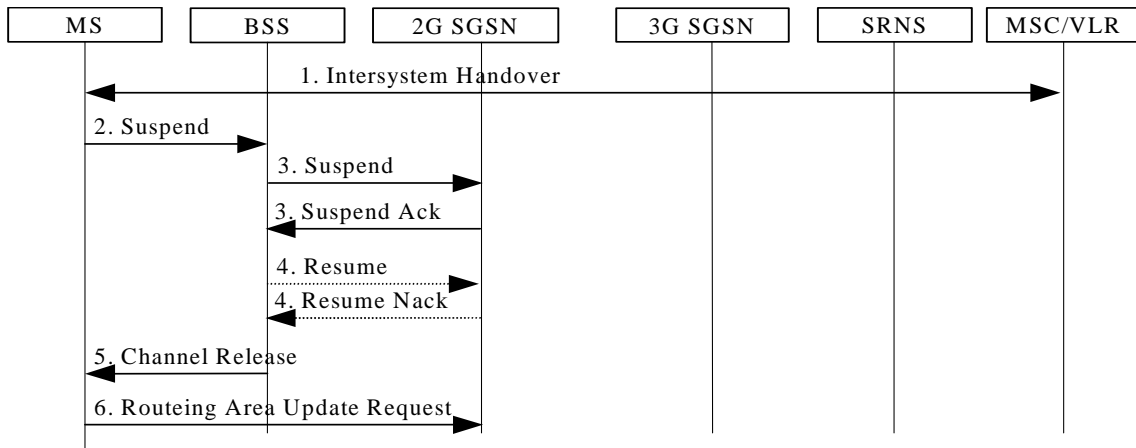 MS BSS 2G SGSN 3G SGSN SRNS MSC/VLR
1. Intersystem Handover
2. Suspend
3. Suspend
3. Suspend Ack
4. Resume
4. Resume Nack
5. Channel Release
6. Routeing Area Update Request